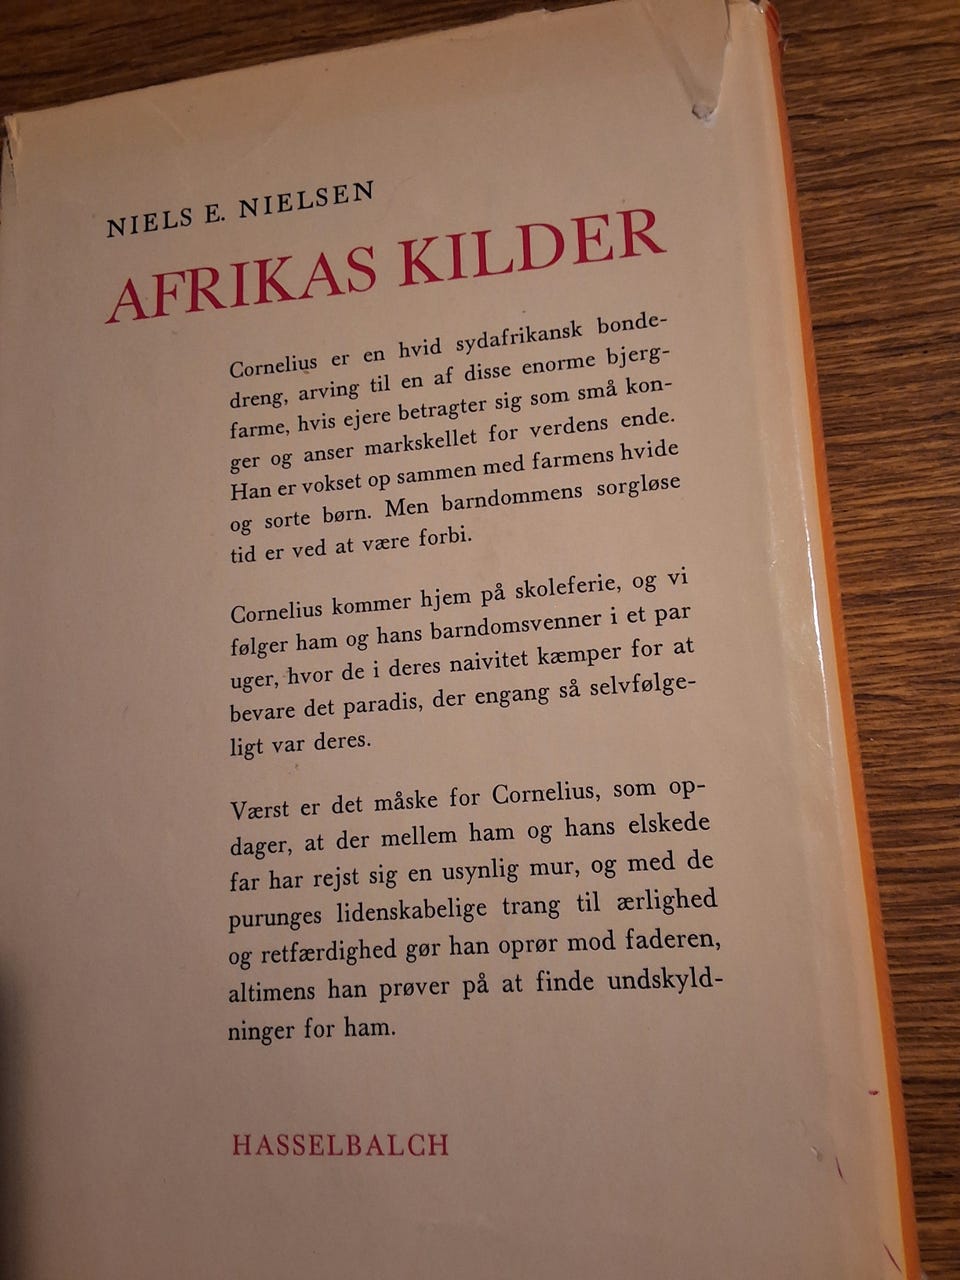 NIELS E. NIELSEN
AFRIKAS KILDER
Cornelius er en hvid sydafrikansk bonde-
dreng, arving til en af disse enorme bjerg-
farme, hvis ejere betragter sig som små kon-
ger og anser markskellet for verdens ende.
Han er vokset op sammen med farmens hvide
og sorte børn. Men barndommens sorgløse
tid er ved at være forbi.
Cornelius kommer hjem på skoleferie, og vi
følger ham og hans barndomsvenner i et par
uger, hvor de i deres naivitet kæmper for at
bevare det paradis, der engang så selvfølge-
ligt var deres.
Værst er det måske for Cornelius, som op-
dager, at der mellem ham og hans elskede
far har rejst sig en usynlig mur, og med de
purunges lidenskabelige trang til ærlighed
og retfærdighed gør han oprør mod faderen,
altimens han prøver på at finde undskyld-
ninger for ham.
HASSELBALCH